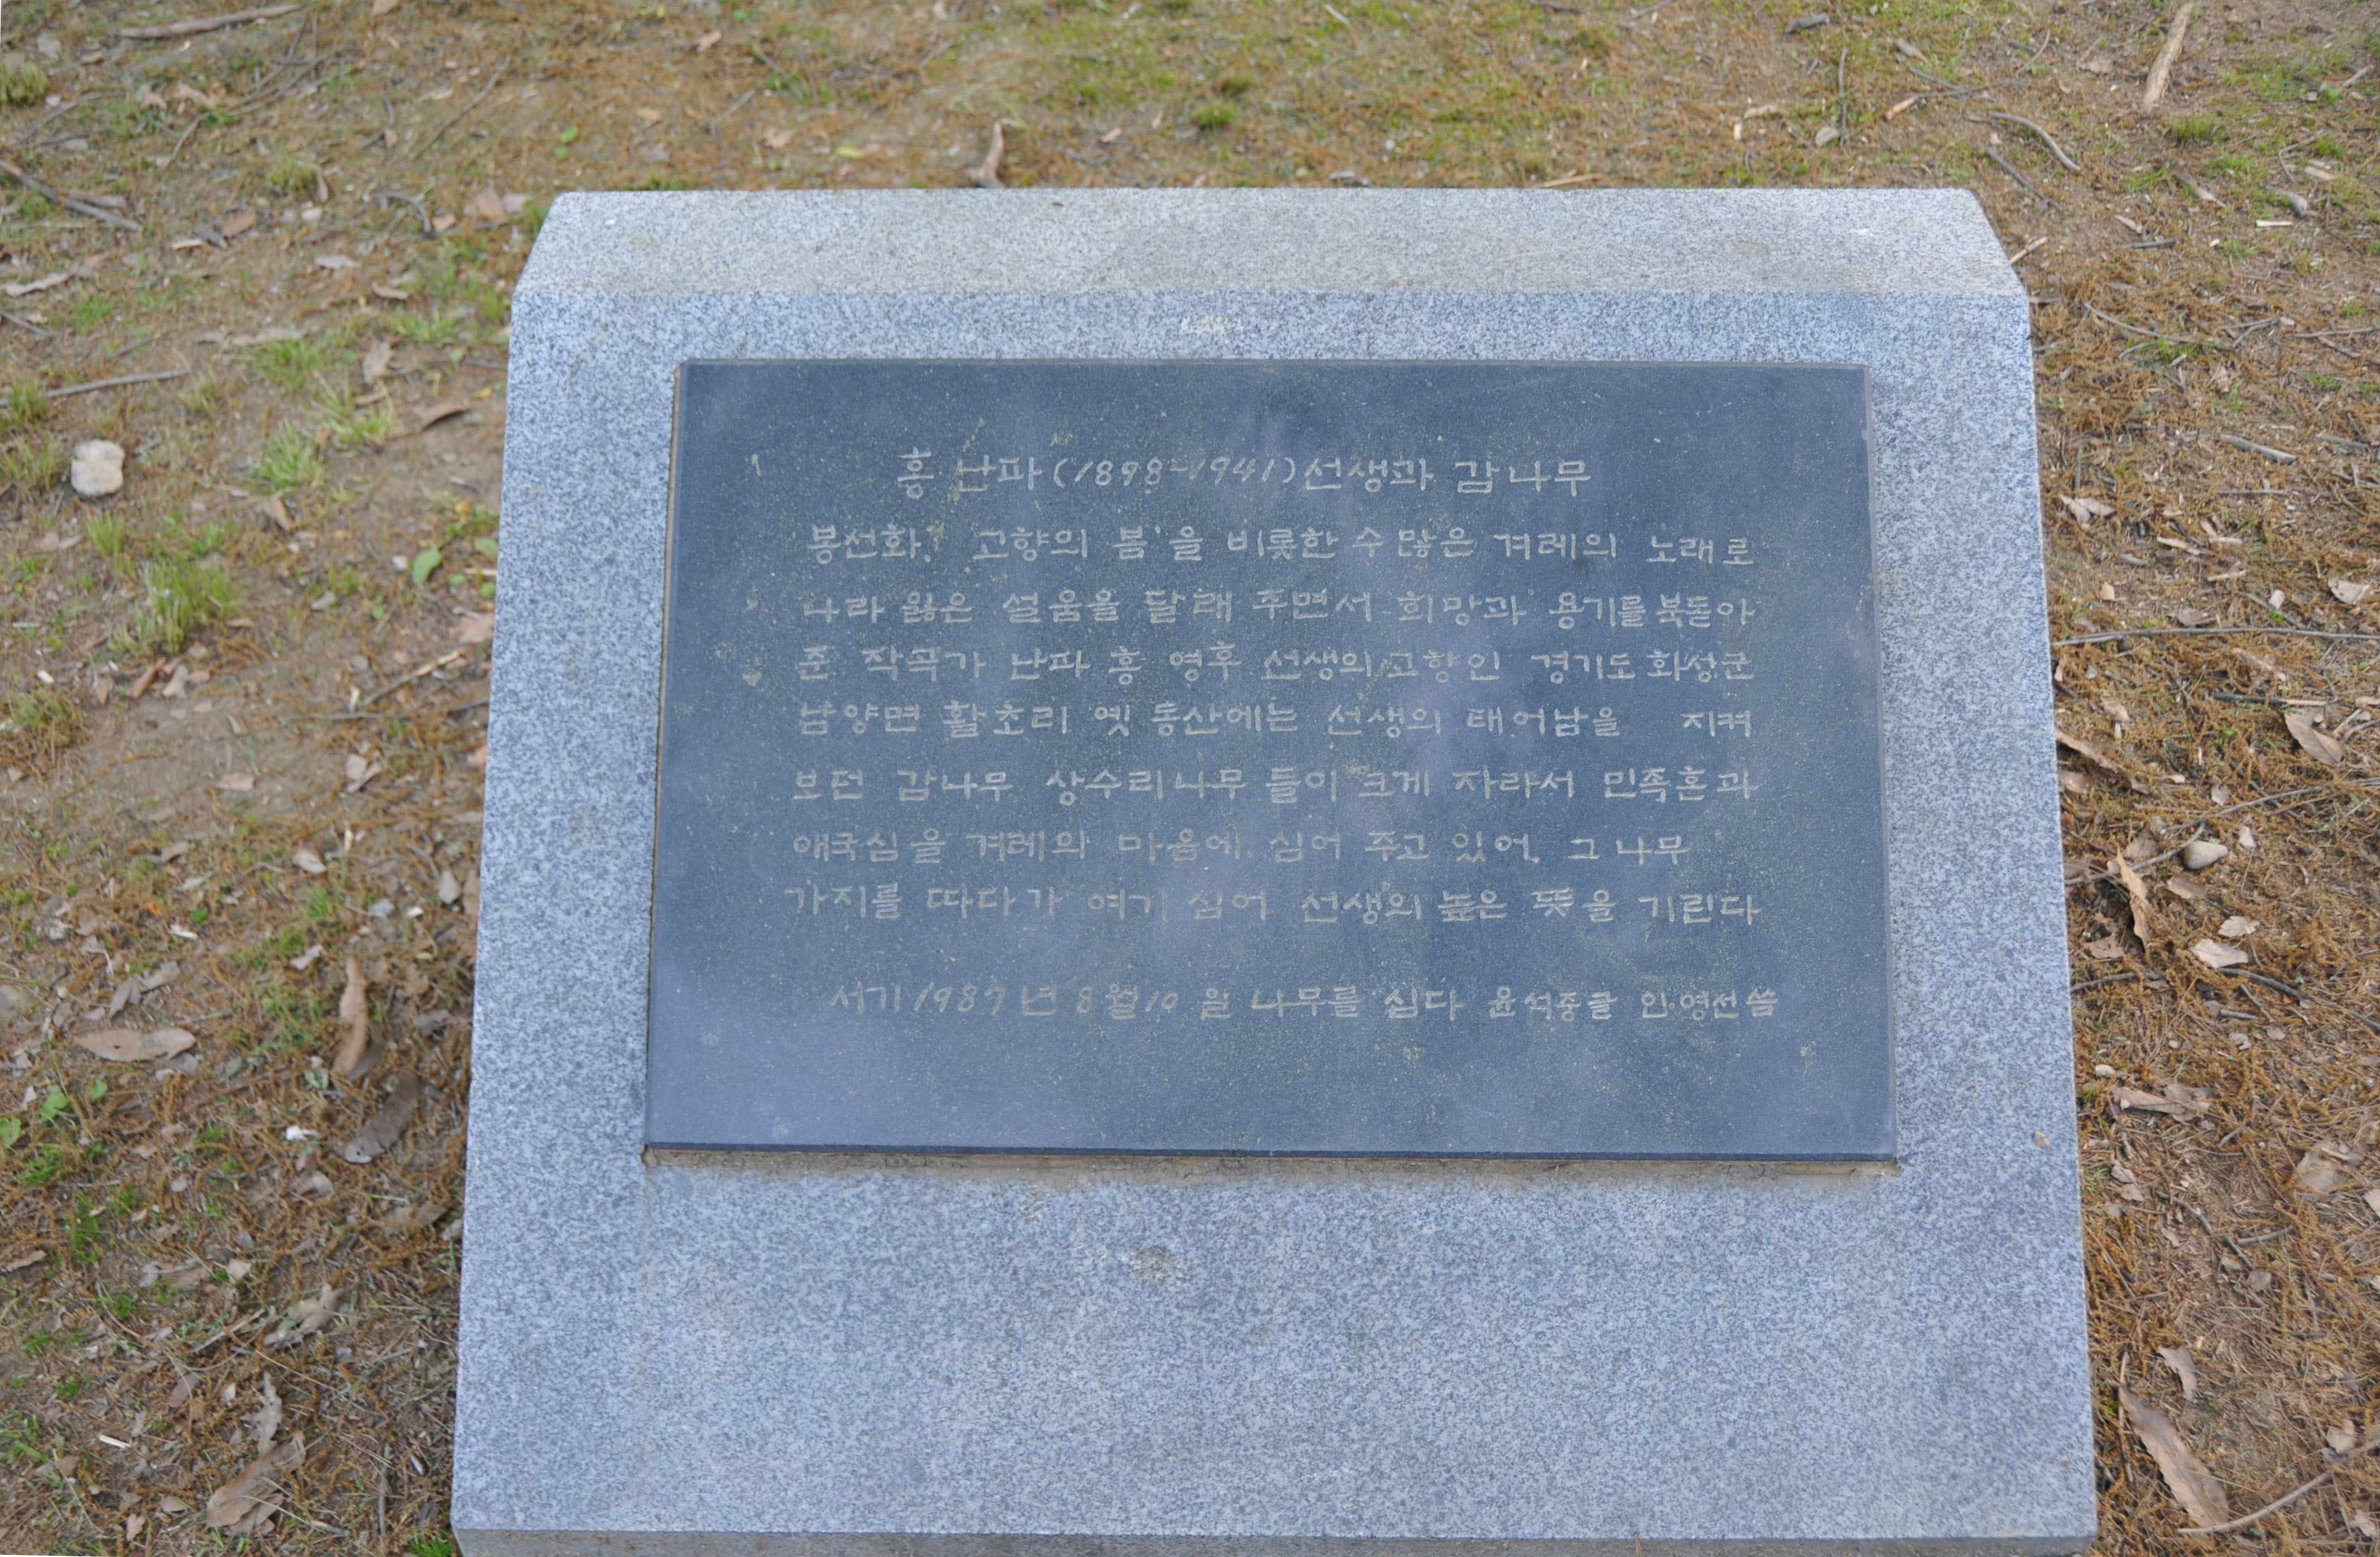 홍난파(1898-1941)선생과 감나무
봉선화, 고향의 봄'을 비롯한 수많은 겨레의 노래로
나라 잃은 설움을 달래 주면서 희망과 용기를 북돋아
준 작곡가 난파 홍 영후 선생의 고향인 경기도 화성군
남양면 활초리 옛 동산에는 선생의 태어남을 지켜
보던 감나무 상수리나무 들이 크게 자라서 민족혼과
애국심을 겨레의 마음에 심어 주고 있어, 그 나무
가지를 따다가 여기 심어 선생의 높은 뜻을 기린다
서기 1987년 8월 10일 나무를 심다 윤석중글 안영전씀